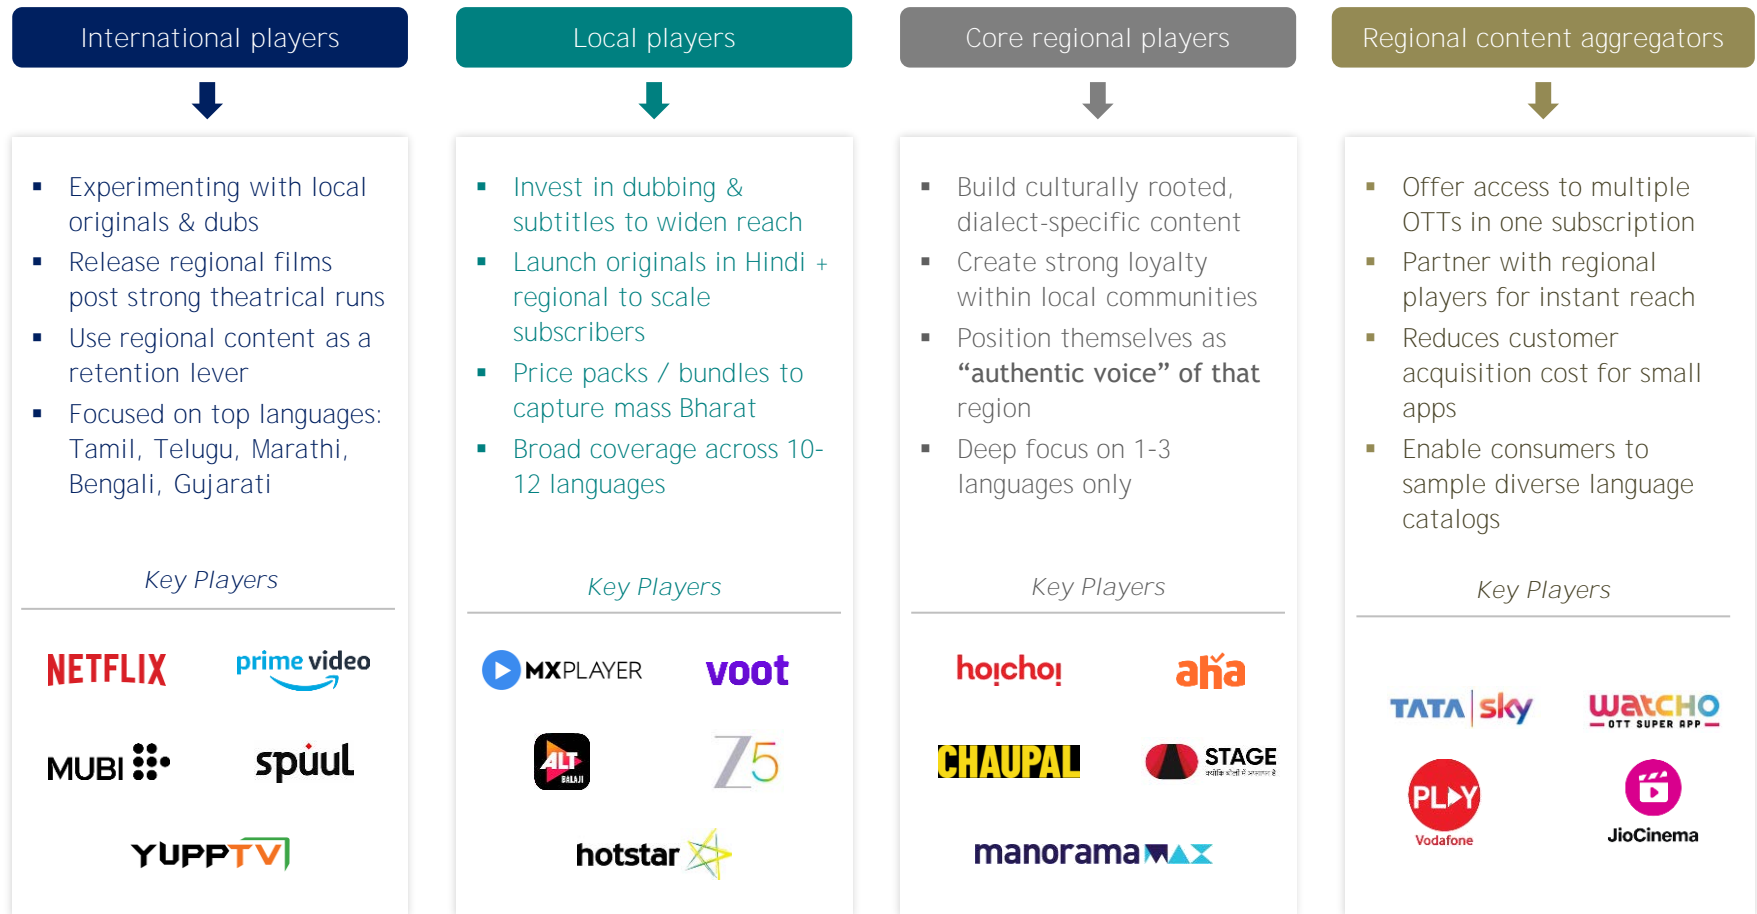 International players
Experimenting with local
originals & dubs
Release regional films
post strong theatrical runs
Use regional content as a
retention lever
Focused on top languages:
Tamil, Telugu, Marathi,
Bengali, Gujarati
Key Players
NETFLIX
prime video
MUBI
spuul
YUPPTV
Local players
Invest in dubbing &
subtitles to widen reach
Launch originals in Hindi +
regional to scale
subscribers
Price packs / bundles to
capture mass Bharat
Broad coverage across 10-
12 languages
Key Players
MXPLAYER
voot
ALT
BALAJI
Z5
hotstar
Core regional players
Build culturally rooted,
dialect-specific content
Create strong loyalty
within local communities
Position themselves as
“authentic voice” of that
region
Deep focus on 1-3
languages only
Key Players
hoichoi
aha
CHAUPAL
STAGE
क्योंकि बोली में अपनापन है
manorama MAX
Regional content aggregators
Offer access to multiple
OTTs in one subscription
Partner with regional
players for instant reach
Reduces customer
acquisition cost for small
apps
Enable consumers to
sample diverse language
catalogs
Key Players
TATA sky
WATCHO
OTT SUPER APP
PLAY
Vodafone
JioCinema